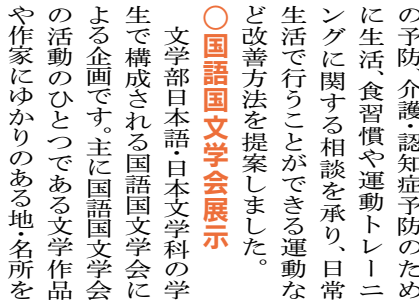 の予防、介護・認知症予防のため
に生活、食習慣や運動トレーニ
ングに関する相談を承り、日常
生活で行うことができる運動な
ど改善方法を提案しました。
〇国語国文学会展示
文学部日本語・日本文学科の学
生で構成される国語国文学会に
よる企画です。主に国語国文学会
の活動のひとつである文学作品
や作家にゆかりのある地・名所を